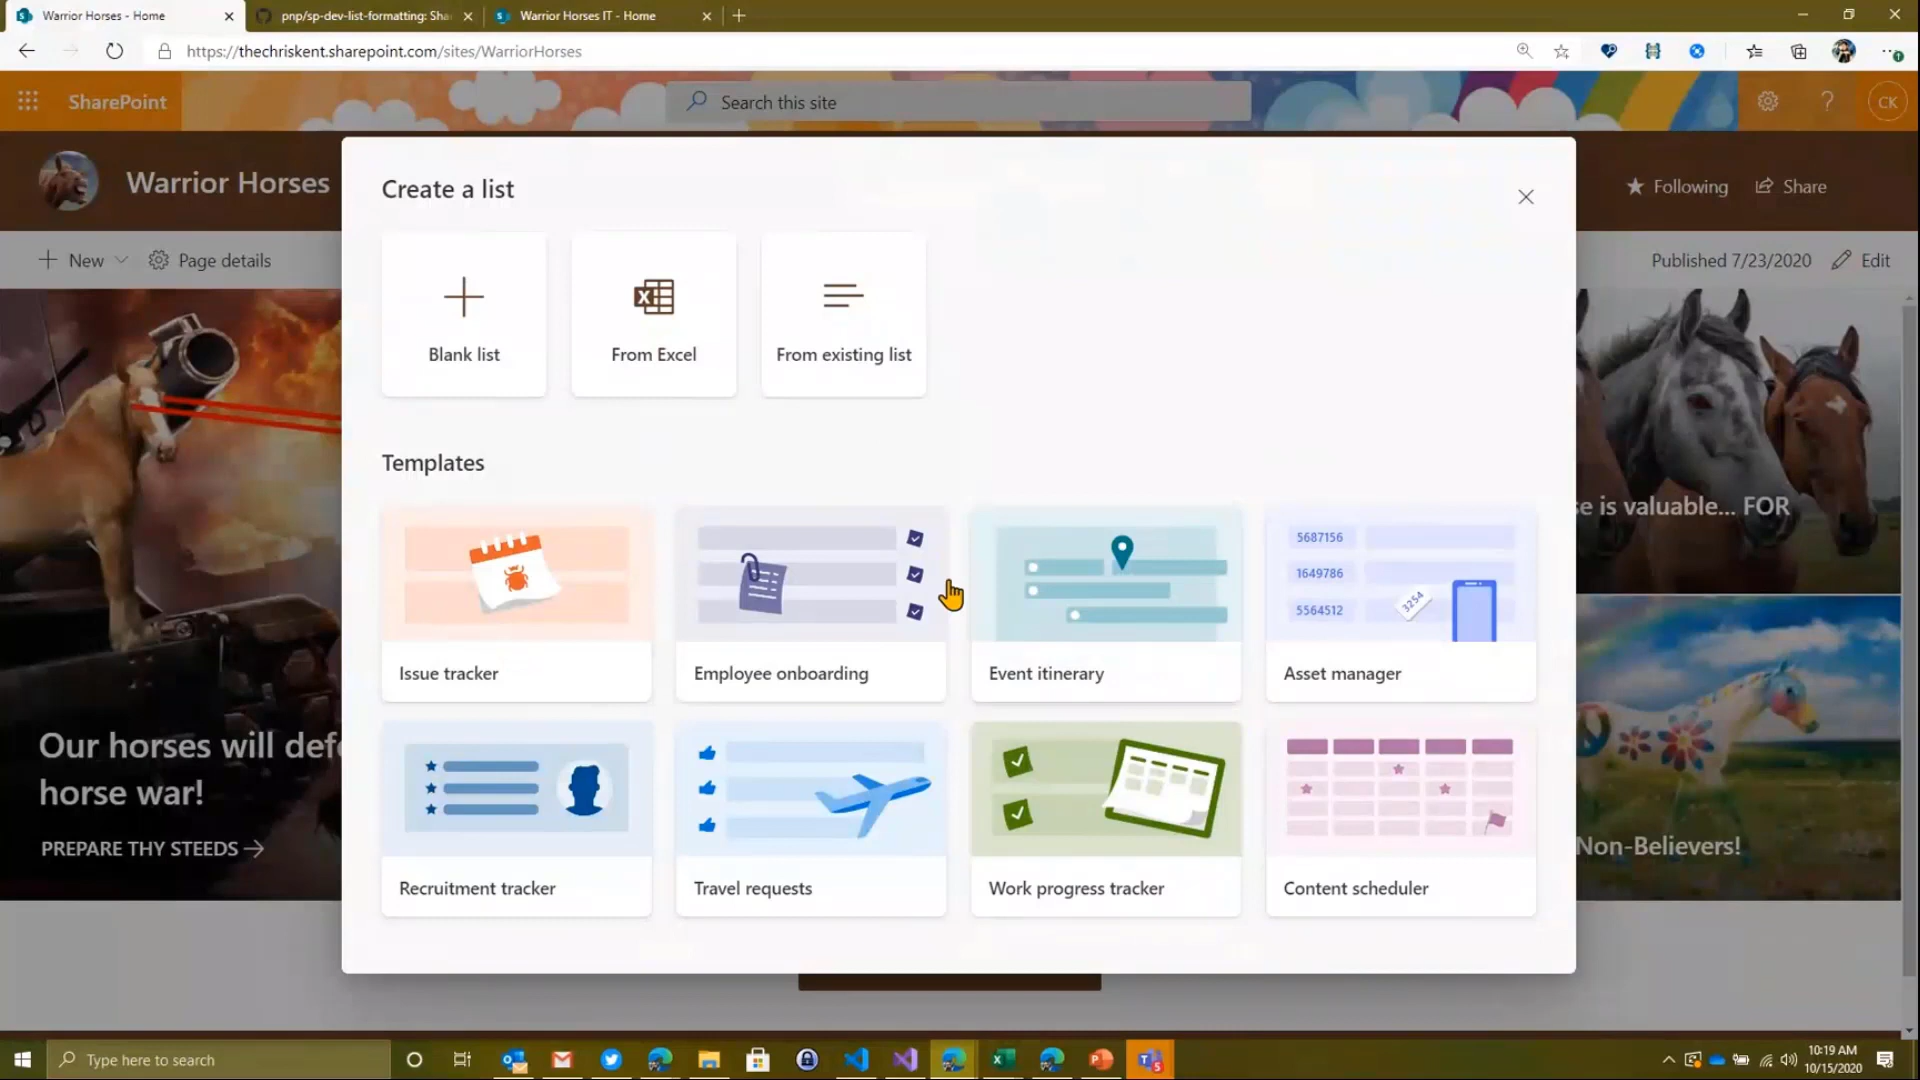 Warrior Horses - Home
pnp/sp-dev-list-formatting: Sha
Warrior Horses IT - Home
https://thechriskent.sharepoint.com/sites/WarriorHorses
SharePoint
Search this site
CK
Warrior Horses
Following
Share
New
Page details
Published 7/23/2020
Edit
Create a list
Blank list
From Excel
From existing list
Templates
5687156
1649786
5564512
3254
Issue tracker
Employee onboarding
Event itinerary
Asset manager
Recruitment tracker
Travel requests
Work progress tracker
Content scheduler
Our horses will defe
horse war!
PREPARE THY STEEDS
se is valuable... FOR
Non-Believers!
Type here to search
10:19 AM
10/15/2020